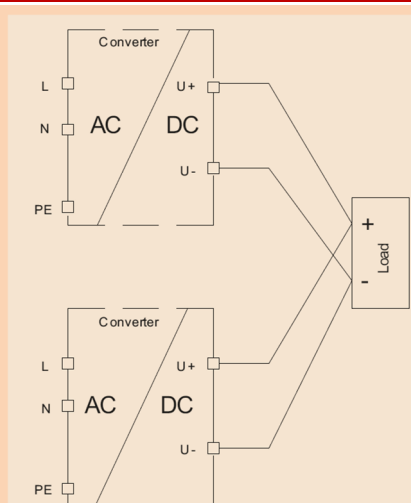 Converter
L
U+
N
AC
DC
U-
PE
+
Load
-
Converter
L
U+
N
AC
DC
U-
PE